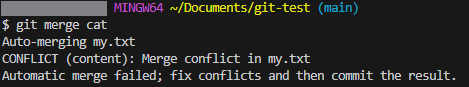 MINGW64 ~/Documents/git-test (main)
$ git merge cat
Auto-merging my.txt
CONFLICT (content): Merge conflict in my.txt
Automatic merge failed; fix conflicts and then commit the result.